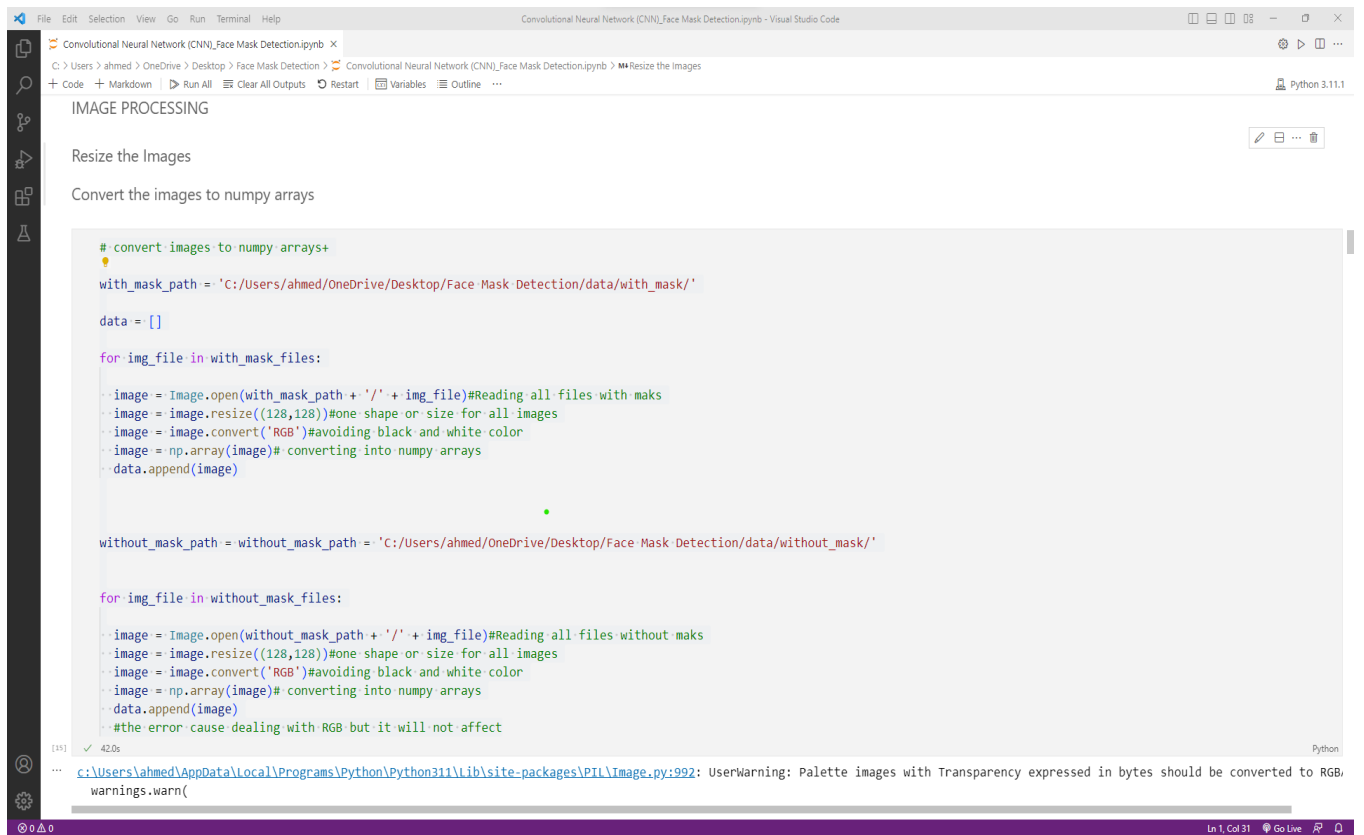 File Edit Selection View Go Run Terminal Help Convolutional Neural Network (CNN)_Face Mask Detection.ipynb - Visual Studio Code
Convolutional Neural Network (CNN)_Face Mask Detection.ipynb ×
C: > Users > ahmed > OneDrive > Desktop > Face Mask Detection > Convolutional Neural Network (CNN)_Face Mask Detection.ipynb > M↓Resize the Images
+ Code + Markdown | Run All Clear All Outputs Restart | Variables Outline ··· Python 3.11.1
IMAGE PROCESSING
Resize the Images
Convert the images to numpy arrays
# convert images to numpy arrays+
with_mask_path = 'C:/Users/ahmed/OneDrive/Desktop/Face Mask Detection/data/with_mask/'
data = []
for img_file in with_mask_files:
image = Image.open(with_mask_path + '/' + img_file)#Reading all files with maks
image = image.resize((128,128))#one shape or size for all images
image = image.convert('RGB')#avoiding black and white color
image = np.array(image)# converting into numpy arrays
data.append(image)
without_mask_path = without_mask_path = 'C:/Users/ahmed/OneDrive/Desktop/Face Mask Detection/data/without_mask/'
for img_file in without_mask_files:
image = Image.open(without_mask_path + '/' + img_file)#Reading all files without maks
image = image.resize((128,128))#one shape or size for all images
image = image.convert('RGB')#avoiding black and white color
image = np.array(image)# converting into numpy arrays
data.append(image)
#the error cause dealing with RGB but it will not affect
[15] ✓ 42.0s Python
··· c:\Users\ahmed\AppData\Local\Programs\Python\Python311\Lib\site-packages\PIL\Image.py:992: UserWarning: Palette images with Transparency expressed in bytes should be converted to RGB
warnings.warn(
0 0 Ln 1, Col 31 Go Live